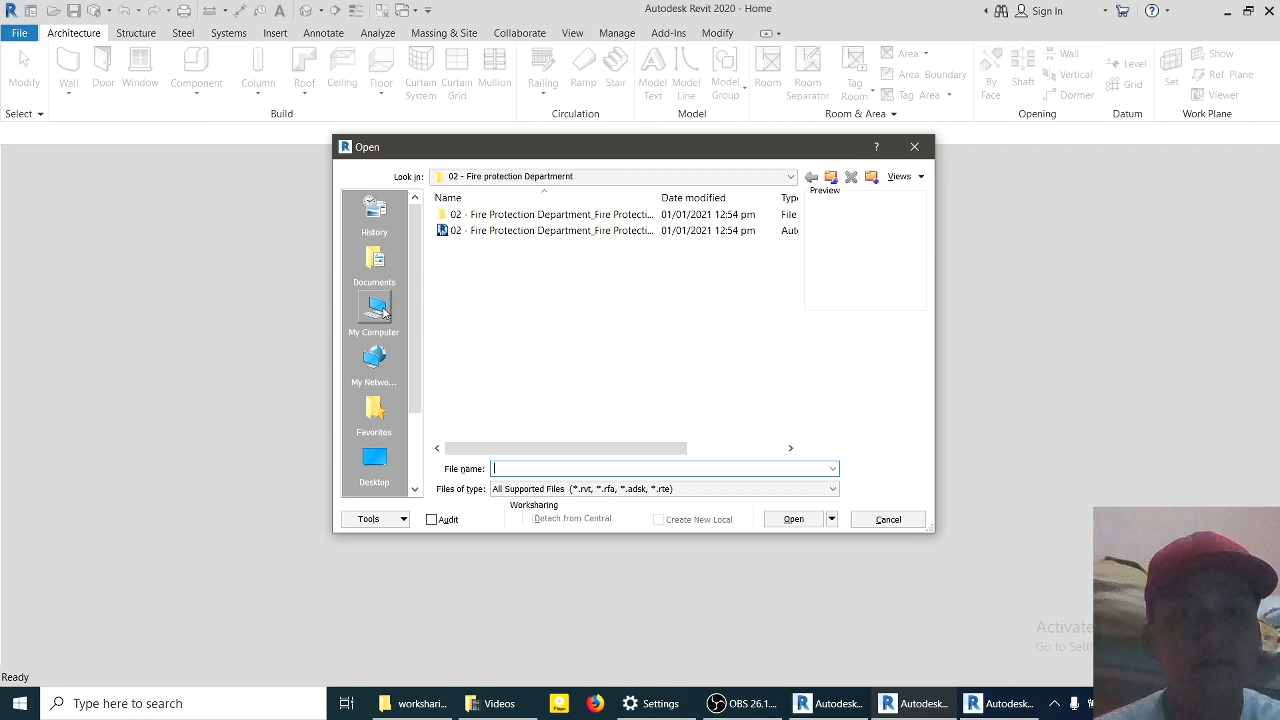 Autodesk Revit 2020 - Home
Sign In
File
Architecture
Structure
Steel
Systems
Insert
Annotate
Analyze
Massing & Site
Collaborate
View
Manage
Add-Ins
Modify
Modify
Wall
Door
Window
Component
Column
Roof
Ceiling
Floor
Curtain System
Curtain Grid
Mullion
Railing
Ramp
Stair
Model Text
Model Line
Model Group
Room
Room Separator
Tag Room
Area
Area Boundary
Tag Area
By Face
Shaft
Wall
Vertical
Dormer
Level
Grid
Set
Show
Ref Plane
Viewer
Select
Build
Circulation
Model
Room & Area
Opening
Datum
Work Plane
Open
Look in:
02 - Fire protection Departmernt
Views
Preview
Name
Date modified
Type
02 - Fire Protection Department_Fire Protecti...
01/01/2021 12:54 pm
File
02 - Fire Protection Department_Fire Protecti...
01/01/2021 12:54 pm
Auto
History
Documents
My Computer
My Netwo...
Favorites
Desktop
File name:
Files of type:
All Supported Files (*.rvt, *.rfa, *.adsk, *.rte)
Worksharing
Tools
Audit
Detach from Central
Create New Local
Open
Cancel
Activate
Go to Setti
Ready
Type here to search
workshari...
Videos
Player
Settings
OBS 26.1...
Autodesk...
Autodesk...
Autodesk...